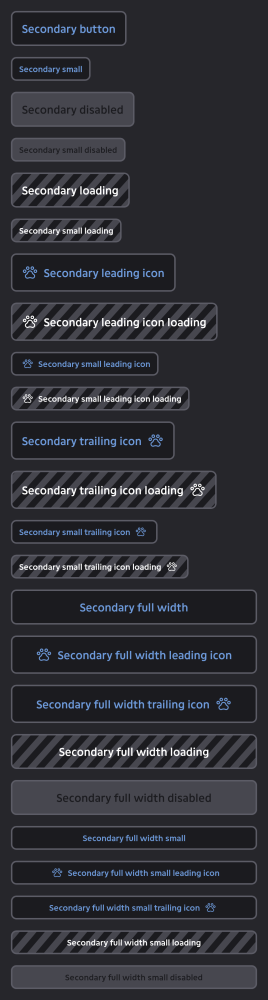 Secondary button
Secondary small
Secondary disabled
Secondary small disabled
Secondary loading
Secondary small loading
Secondary leading icon
Secondary leading icon loading
Secondary small leading icon
Secondary small leading icon loading
Secondary trailing icon
Secondary trailing icon loading
Secondary small trailing icon
Secondary small trailing icon loading
Secondary full width
Secondary full width leading icon
Secondary full width trailing icon
Secondary full width loading
Secondary full width disabled
Secondary full width small
Secondary full width small leading icon
Secondary full width small trailing icon
Secondary full width small loading
Secondary full width small disabled